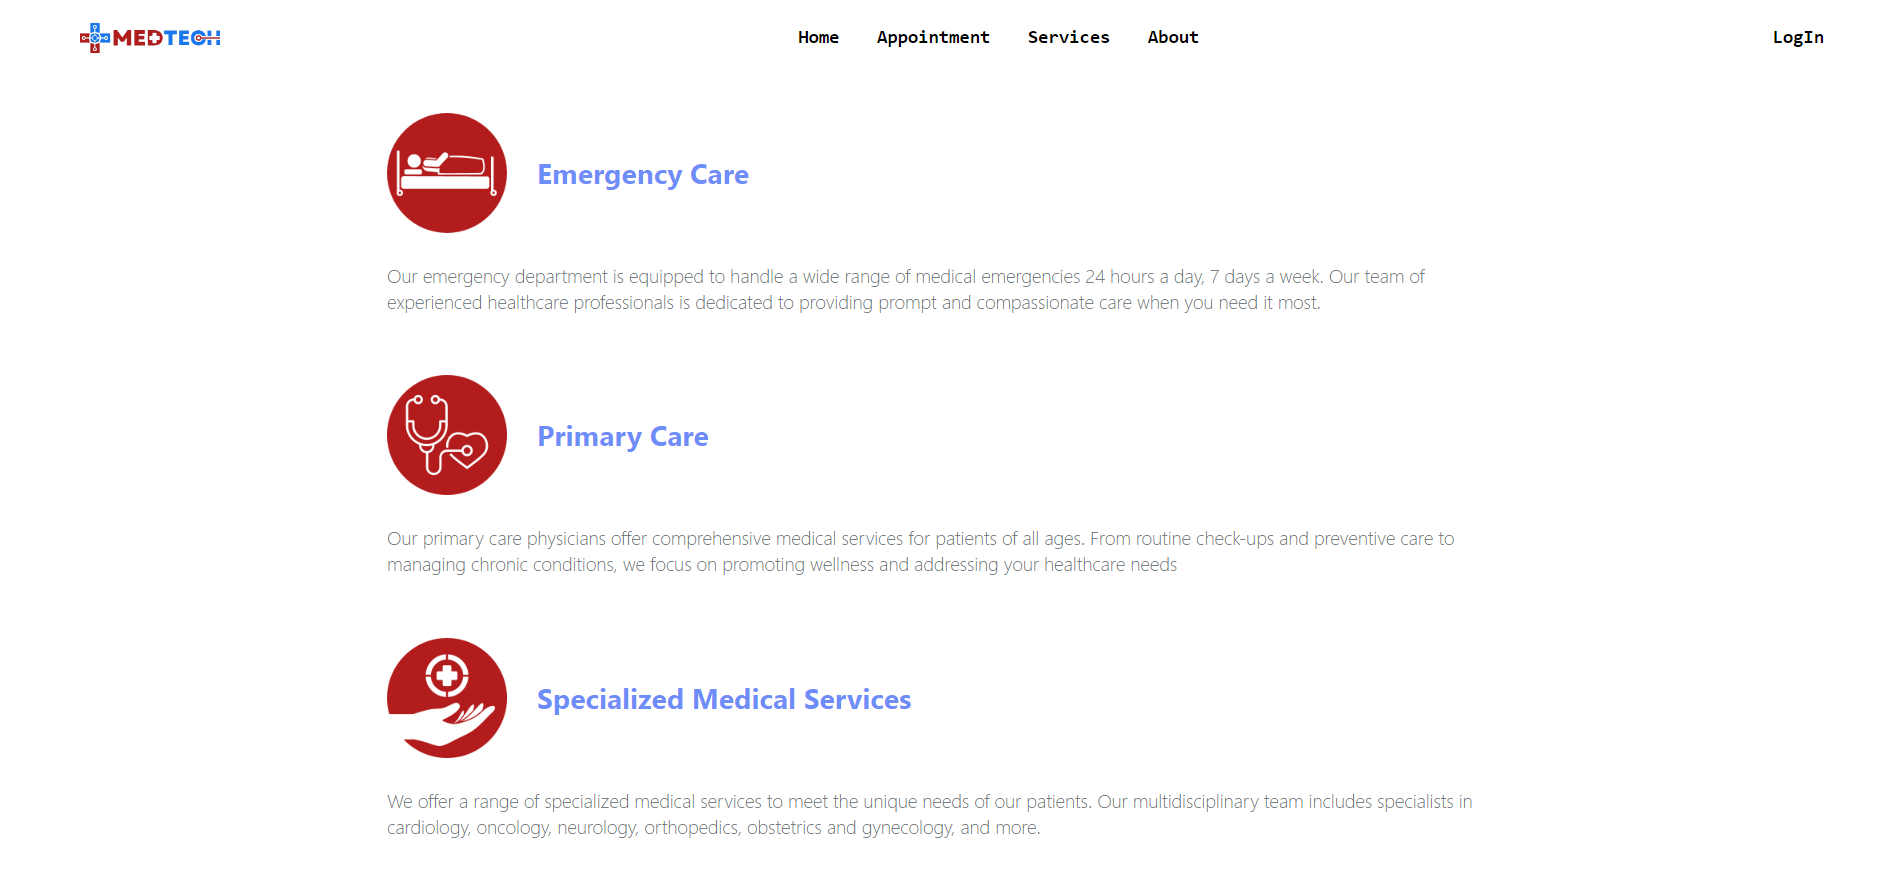 MEDTECH
Home Appointment Services About LogIn
Emergency Care
Our emergency department is equipped to handle a wide range of medical emergencies 24 hours a day, 7 days a week. Our team of
experienced healthcare professionals is dedicated to providing prompt and compassionate care when you need it most.
Primary Care
Our primary care physicians offer comprehensive medical services for patients of all ages. From routine check-ups and preventive care to
managing chronic conditions, we focus on promoting wellness and addressing your healthcare needs
Specialized Medical Services
We offer a range of specialized medical services to meet the unique needs of our patients. Our multidisciplinary team includes specialists in
cardiology, oncology, neurology, orthopedics, obstetrics and gynecology, and more.